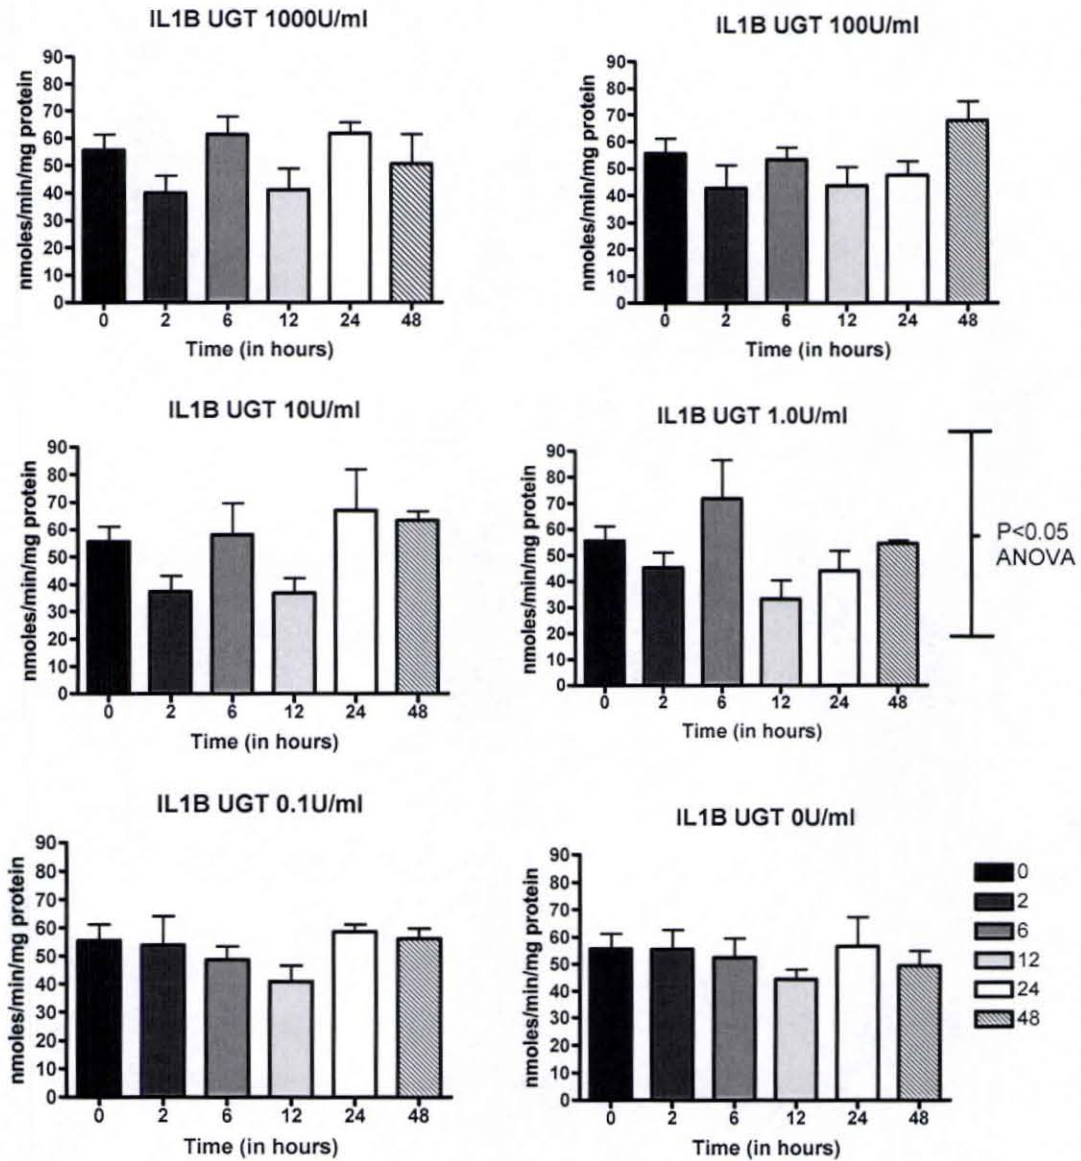 IL1B UGT 1000U/ml
nmoles/min/mg protein
90
80
70
60
50
40
30
20
10
0
0 2 6 12 24 48
Time (in hours)
IL1B UGT 100U/ml
nmoles/min/mg protein
90
80
70
60
50
40
30
20
10
0
0 2 6 12 24 48
Time (in hours)
IL1B UGT 10U/ml
nmoles/min/mg protein
90
80
70
60
50
40
30
20
10
0
0 2 6 12 24 48
Time (in hours)
IL1B UGT 1.0U/ml
nmoles/min/mg protein
90
80
70
60
50
40
30
20
10
0
0 2 6 12 24 48
Time (in hours)
P<0.05
ANOVA
IL1B UGT 0.1U/ml
nmoles/min/mg protein
90
80
70
60
50
40
30
20
10
0
0 2 6 12 24 48
Time (in hours)
IL1B UGT 0U/ml
nmoles/min/mg protein
90
80
70
60
50
40
30
20
10
0
0 2 6 12 24 48
Time (in hours)
0
2
6
12
24
48